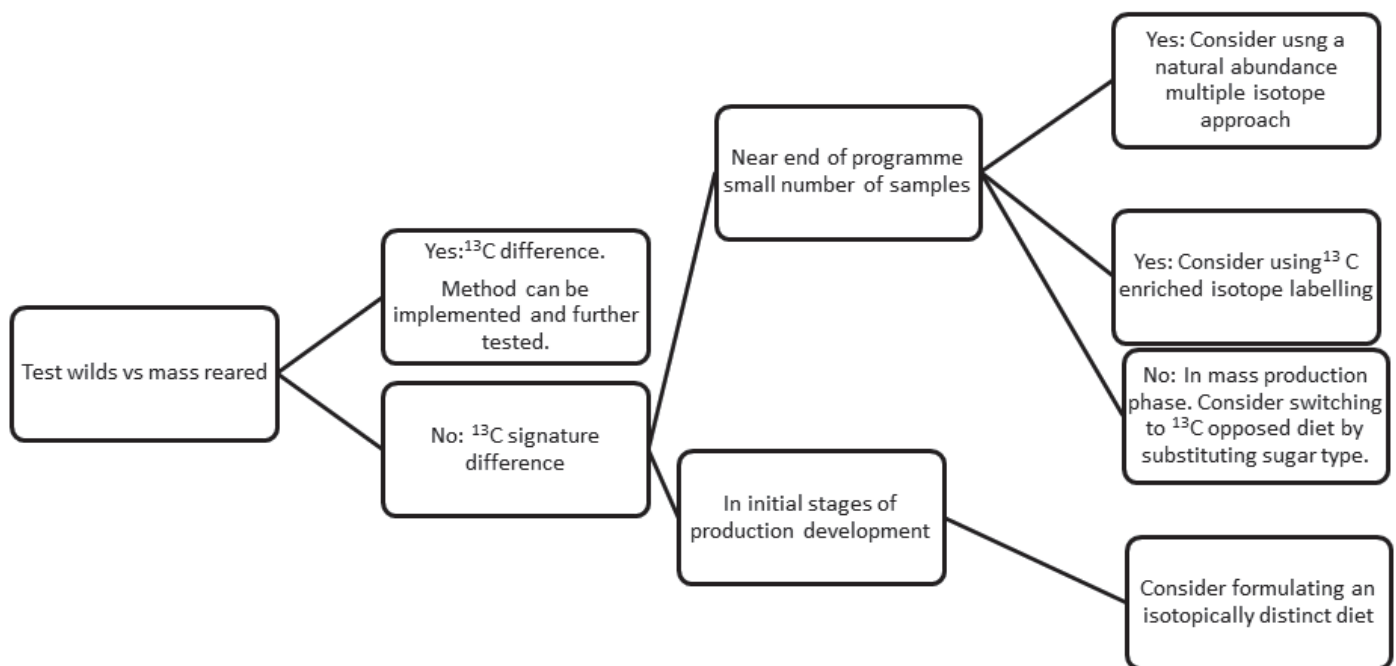 Test wilds vs mass reared
Yes:¹³C difference.
Method can be
implemented and further
tested.
No: ¹³C signature
difference
Near end of programme
small number of samples
In initial stages of
production development
Yes: Consider usng a
natural abundance
multiple isotope
approach
Yes: Consider using¹³ C
enriched isotope labelling
No: In mass production
phase. Consider switching
to ¹³C opposed diet by
substituting sugar type.
Consider formulating an
isotopically distinct diet